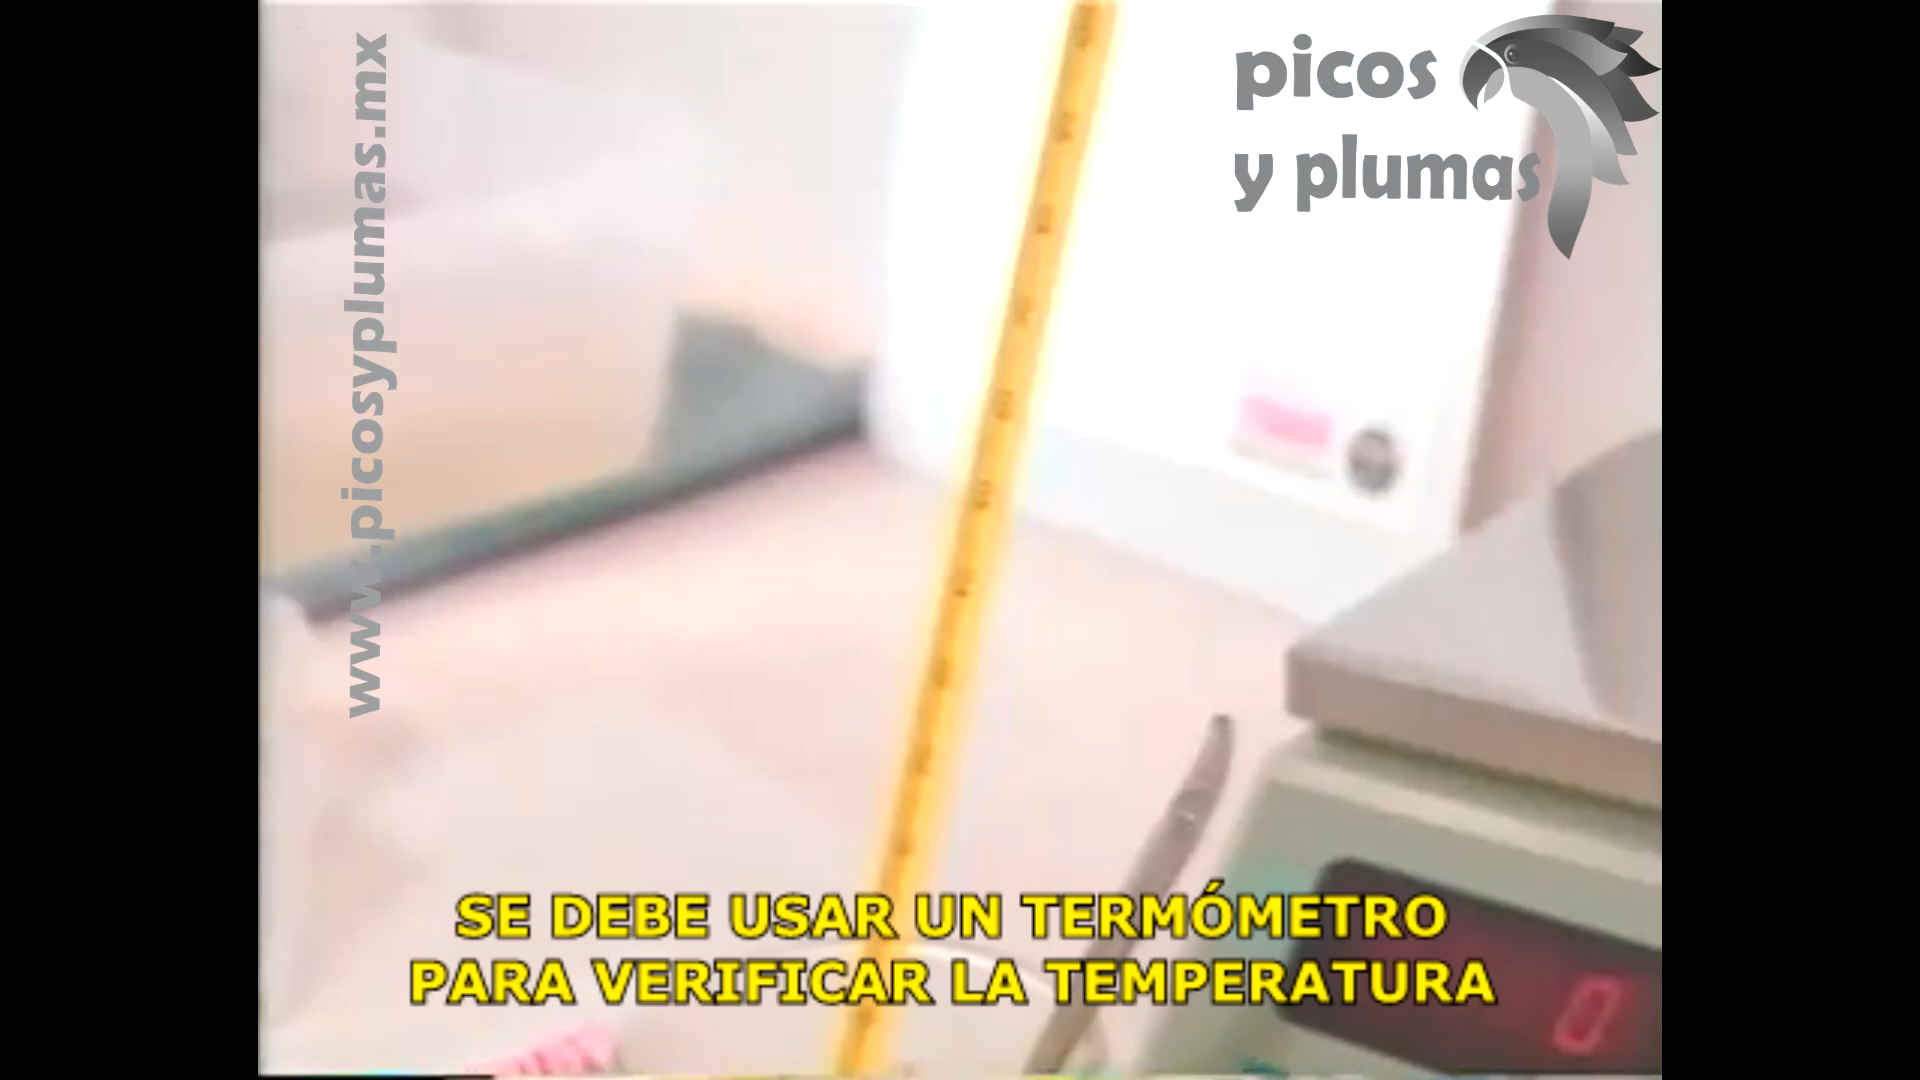 picos
y plumas
www.picosyplumas.mx
SE DEBE USAR UN TERMÓMETRO
PARA VERIFICAR LA TEMPERATURA
0